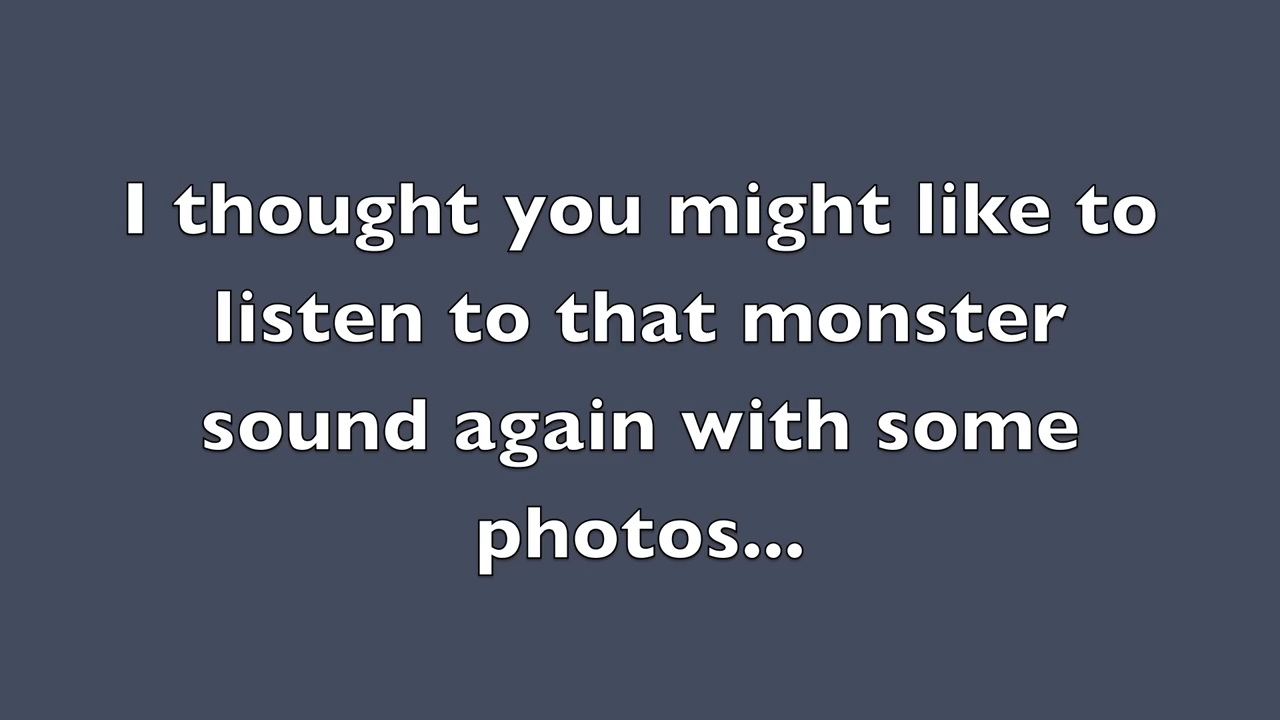 I thought you might like to
listen to that monster
sound again with some
photos...